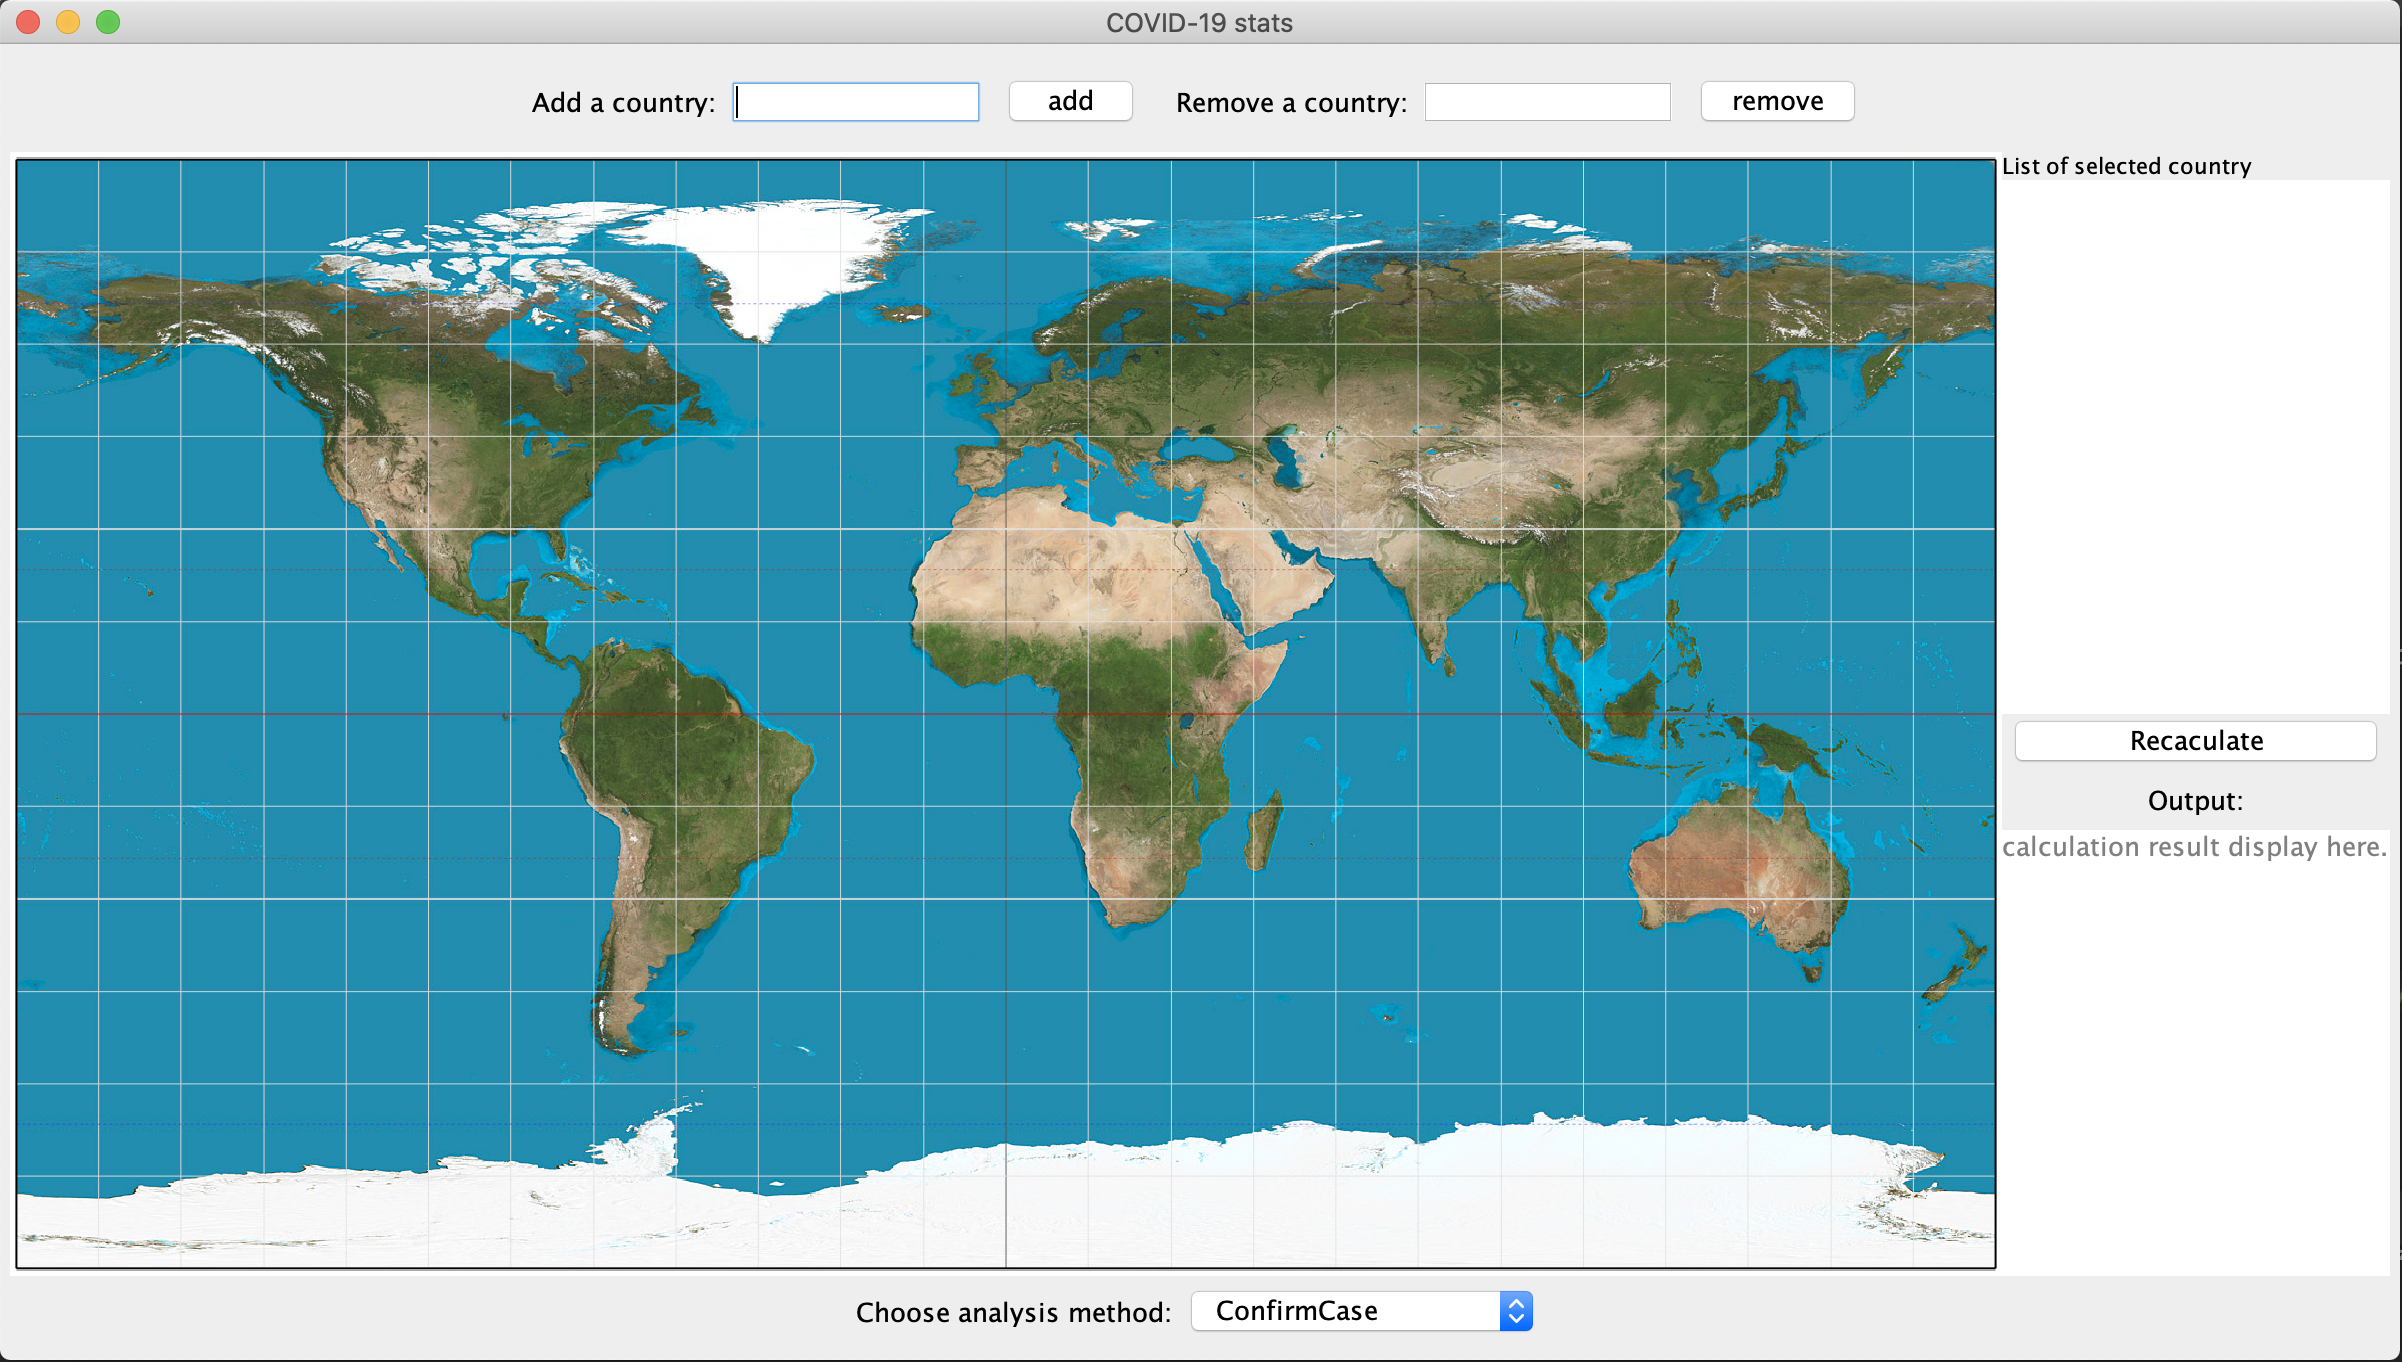 COVID-19 stats
Add a country:
add
Remove a country:
remove
List of selected country
Recaculate
Output:
calculation result display here.
Choose analysis method:
ConfirmCase